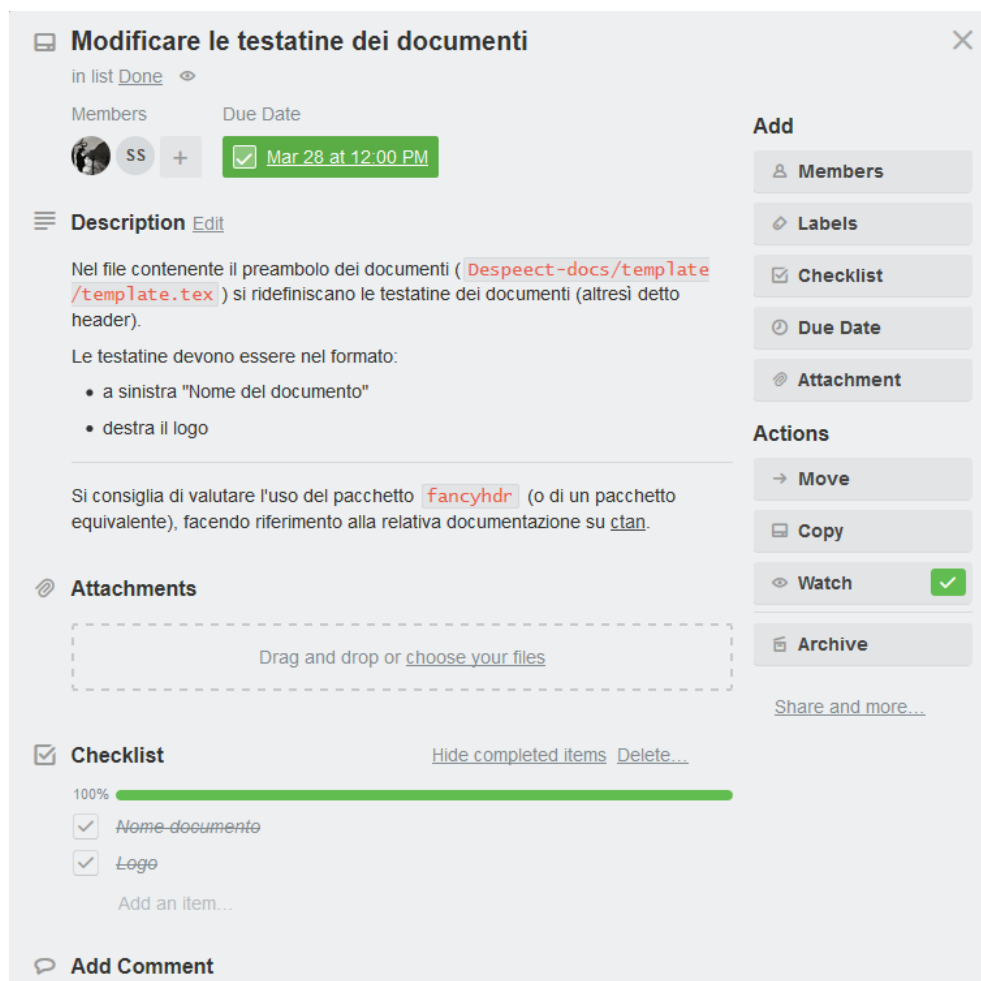 Modificare le testatine dei documenti
in list Done
Members
Due Date
SS
+
Mar 28 at 12:00 PM
Description Edit
Nel file contenente il preambolo dei documenti ( Despeect-docs/template
/template.tex ) si ridefiniscano le testatine dei documenti (altresì detto
header).
Le testatine devono essere nel formato:
• a sinistra "Nome del documento"
• destra il logo
Si consiglia di valutare l'uso del pacchetto fancyhdr (o di un pacchetto
equivalente), facendo riferimento alla relativa documentazione su ctan.
Attachments
Drag and drop or choose your files
Checklist
Hide completed items Delete...
100%
Nome documento
Logo
Add an item...
Add Comment
Add
Members
Labels
Checklist
Due Date
Attachment
Actions
Move
Copy
Watch
Archive
Share and more...